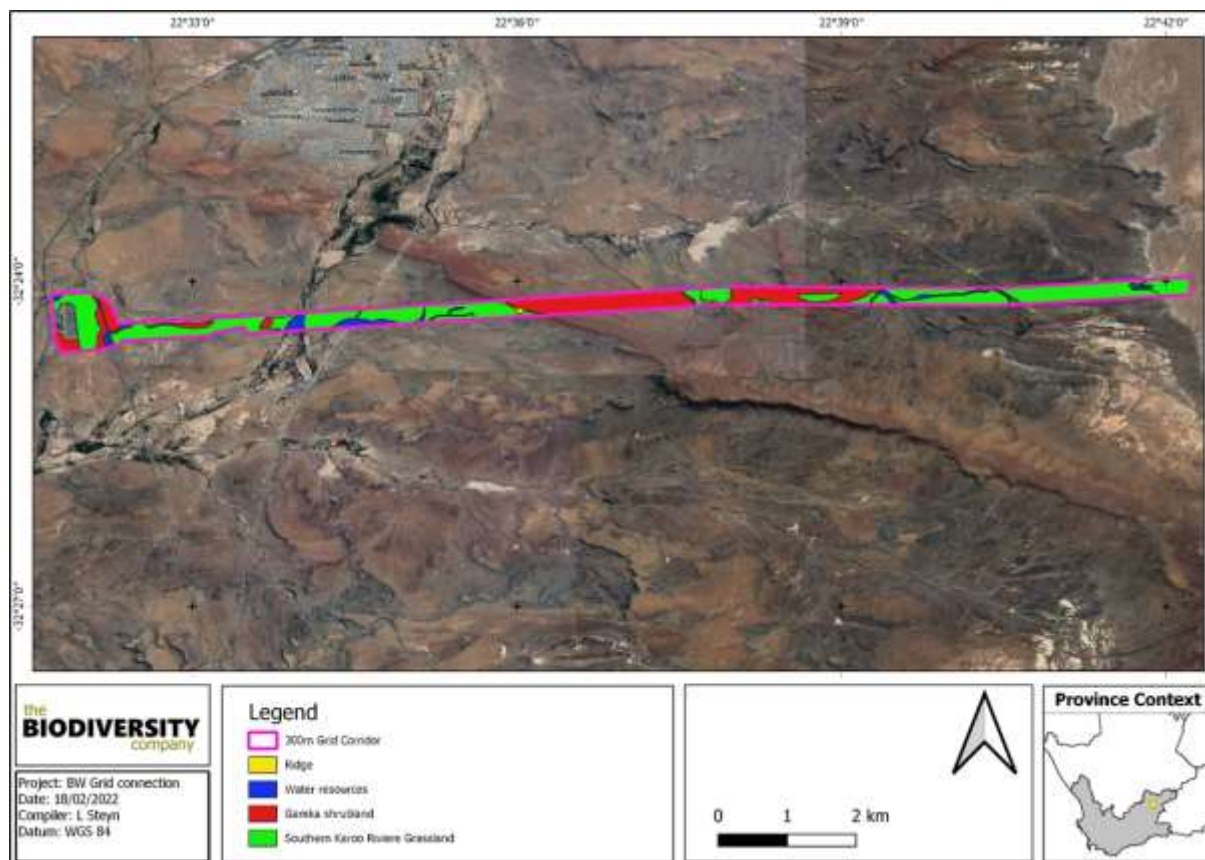 22°33'0"
22°36'0"
22°39'0"
22°42'0"
-32°24'0"
-32°27'0"
the
BIODIVERSITY
company
Project: BW Grid connection
Date: 18/02/2022
Compiler: L Steyn
Datum: WGS 84
Legend
300m Grid Corridor
Ridge
Water resources
Gamka shrubland
Southern Karoo Riviere Grassland
0 1 2 km
Province Context